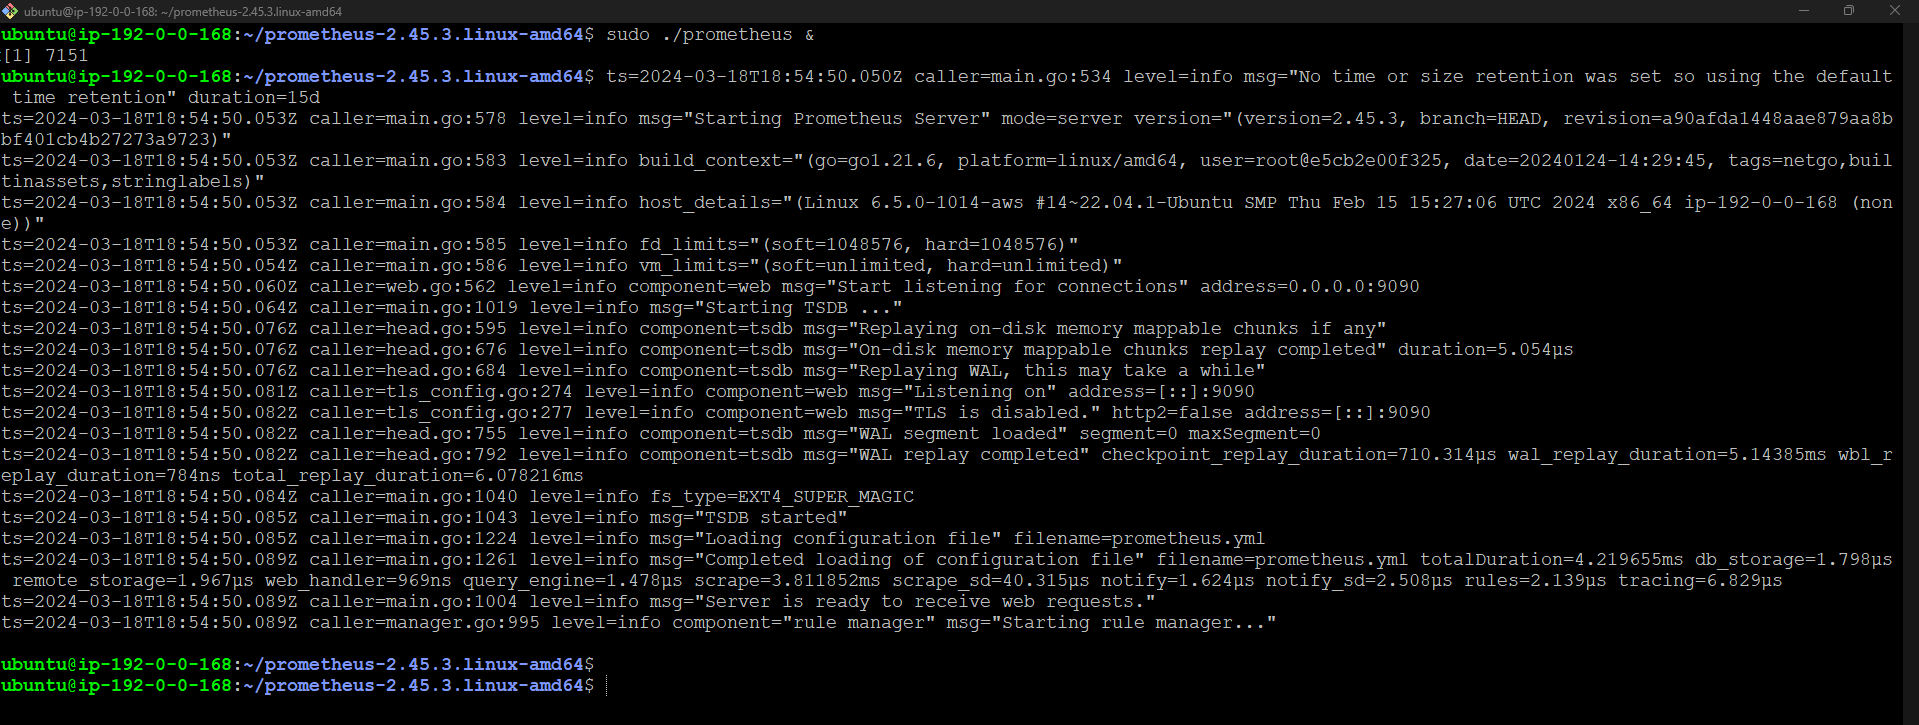 ubuntu@ip-192-0-0-168: ~/prometheus-2.45.3.linux-amd64
ubuntu@ip-192-0-0-168:~/prometheus-2.45.3.linux-amd64$ sudo ./prometheus &
[1] 7151
ubuntu@ip-192-0-0-168:~/prometheus-2.45.3.linux-amd64$ ts=2024-03-18T18:54:50.050Z caller=main.go:534 level=info msg="No time or size retention was set so using the default
 time retention" duration=15d
ts=2024-03-18T18:54:50.053Z caller=main.go:578 level=info msg="Starting Prometheus Server" mode=server version="(version=2.45.3, branch=HEAD, revision=a90afda1448aae879aa8b
bf401cb4b27273a9723)"
ts=2024-03-18T18:54:50.053Z caller=main.go:583 level=info build_context="(go=go1.21.6, platform=linux/amd64, user=root@e5cb2e00f325, date=20240124-14:29:45, tags=netgo,buil
tinassets,stringlabels)"
ts=2024-03-18T18:54:50.053Z caller=main.go:584 level=info host_details="(Linux 6.5.0-1014-aws #14~22.04.1-Ubuntu SMP Thu Feb 15 15:27:06 UTC 2024 x86_64 ip-192-0-0-168 (non
e))"
ts=2024-03-18T18:54:50.053Z caller=main.go:585 level=info fd_limits="(soft=1048576, hard=1048576)"
ts=2024-03-18T18:54:50.054Z caller=main.go:586 level=info vm_limits="(soft=unlimited, hard=unlimited)"
ts=2024-03-18T18:54:50.060Z caller=web.go:562 level=info component=web msg="Start listening for connections" address=0.0.0.0:9090
ts=2024-03-18T18:54:50.064Z caller=main.go:1019 level=info msg="Starting TSDB ..."
ts=2024-03-18T18:54:50.076Z caller=head.go:595 level=info component=tsdb msg="Replaying on-disk memory mappable chunks if any"
ts=2024-03-18T18:54:50.076Z caller=head.go:676 level=info component=tsdb msg="On-disk memory mappable chunks replay completed" duration=5.054µs
ts=2024-03-18T18:54:50.076Z caller=head.go:684 level=info component=tsdb msg="Replaying WAL, this may take a while"
ts=2024-03-18T18:54:50.081Z caller=tls_config.go:274 level=info component=web msg="Listening on" address=[::]:9090
ts=2024-03-18T18:54:50.082Z caller=tls_config.go:277 level=info component=web msg="TLS is disabled." http2=false address=[::]:9090
ts=2024-03-18T18:54:50.082Z caller=head.go:755 level=info component=tsdb msg="WAL segment loaded" segment=0 maxSegment=0
ts=2024-03-18T18:54:50.082Z caller=head.go:792 level=info component=tsdb msg="WAL replay completed" checkpoint_replay_duration=710.314µs wal_replay_duration=5.14385ms wbl_r
eplay_duration=784ns total_replay_duration=6.078216ms
ts=2024-03-18T18:54:50.084Z caller=main.go:1040 level=info fs_type=EXT4_SUPER_MAGIC
ts=2024-03-18T18:54:50.085Z caller=main.go:1043 level=info msg="TSDB started"
ts=2024-03-18T18:54:50.085Z caller=main.go:1224 level=info msg="Loading configuration file" filename=prometheus.yml
ts=2024-03-18T18:54:50.089Z caller=main.go:1261 level=info msg="Completed loading of configuration file" filename=prometheus.yml totalDuration=4.219655ms db_storage=1.798µs
 remote_storage=1.967µs web_handler=969ns query_engine=1.478µs scrape=3.811852ms scrape_sd=40.315µs notify=1.624µs notify_sd=2.508µs rules=2.139µs tracing=6.829µs
ts=2024-03-18T18:54:50.089Z caller=main.go:1004 level=info msg="Server is ready to receive web requests."
ts=2024-03-18T18:54:50.089Z caller=manager.go:995 level=info component="rule manager" msg="Starting rule manager..."
ubuntu@ip-192-0-0-168:~/prometheus-2.45.3.linux-amd64$
ubuntu@ip-192-0-0-168:~/prometheus-2.45.3.linux-amd64$